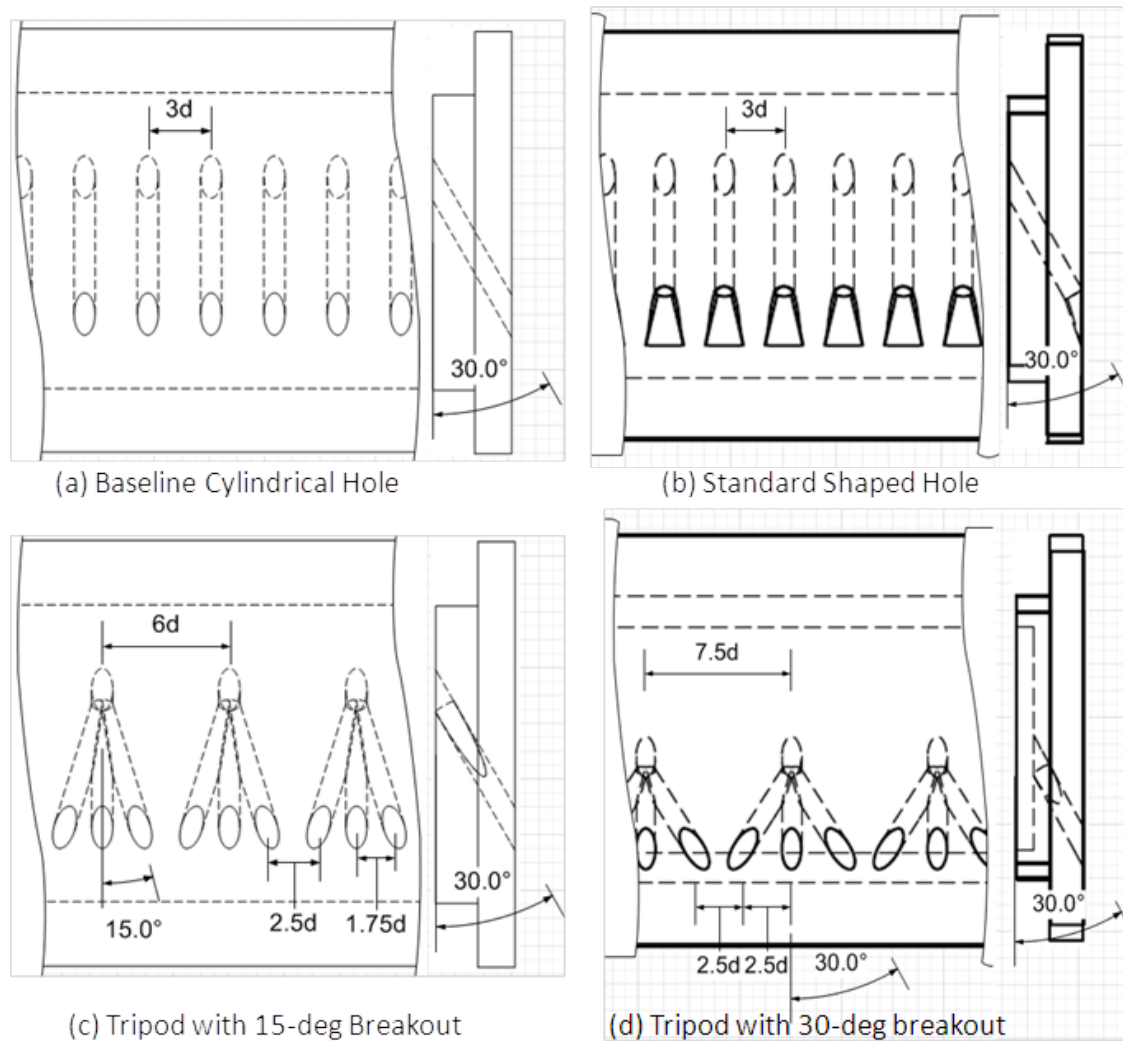 3d
30.0°
(a) Baseline Cylindrical Hole
3d
30.0°
(b) Standard Shaped Hole
6d
2.5d
1.75d
15.0°
30.0°
(c) Tripod with 15-deg Breakout
7.5d
2.5d
2.5d
30.0°
30.0°
(d) Tripod with 30-deg breakout